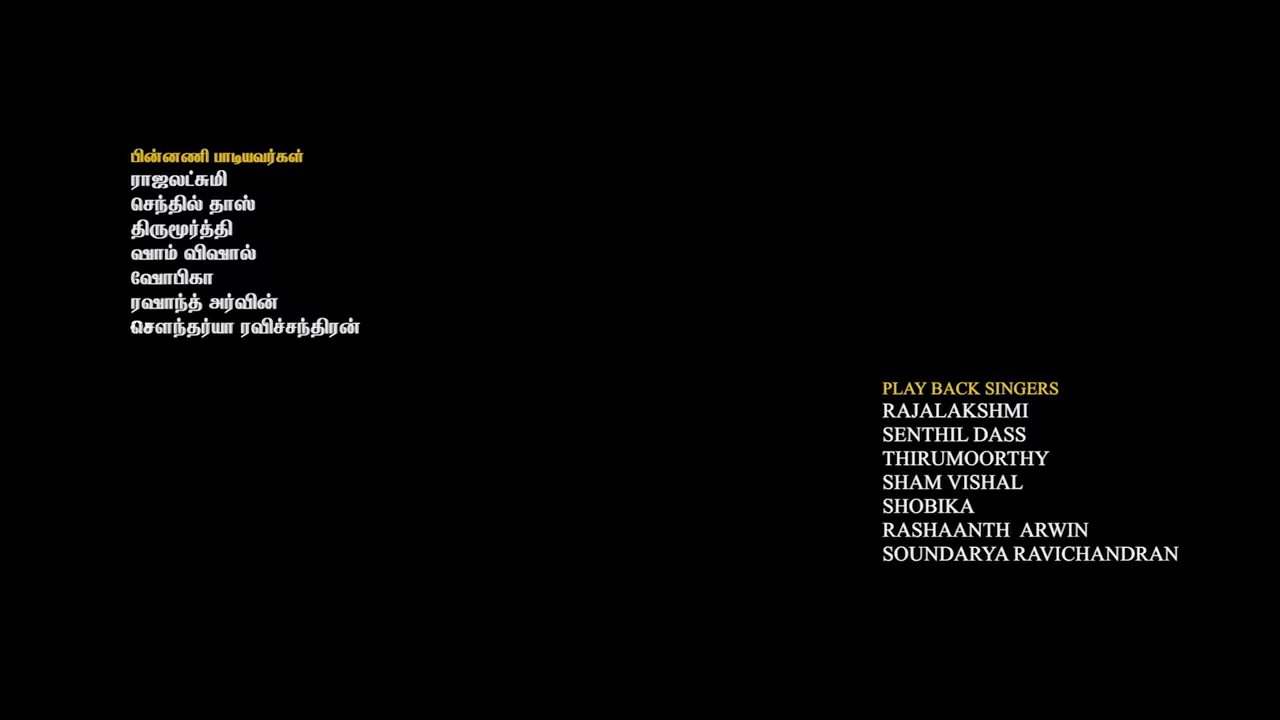 பின்னணி பாடியவர்கள்
ராஜலட்சுமி
செந்தில் தாஸ்
திருமூர்த்தி
ஷாம் விஷால்
ஷோபிகா
ரஷாந்த் அர்வின்
சௌந்தர்யா ரவிச்சந்திரன்
PLAY BACK SINGERS
RAJALAKSHMI
SENTHIL DASS
THIRUMOORTHY
SHAM VISHAL
SHOBIKA
RASHAANTH ARWIN
SOUNDARYA RAVICHANDRAN